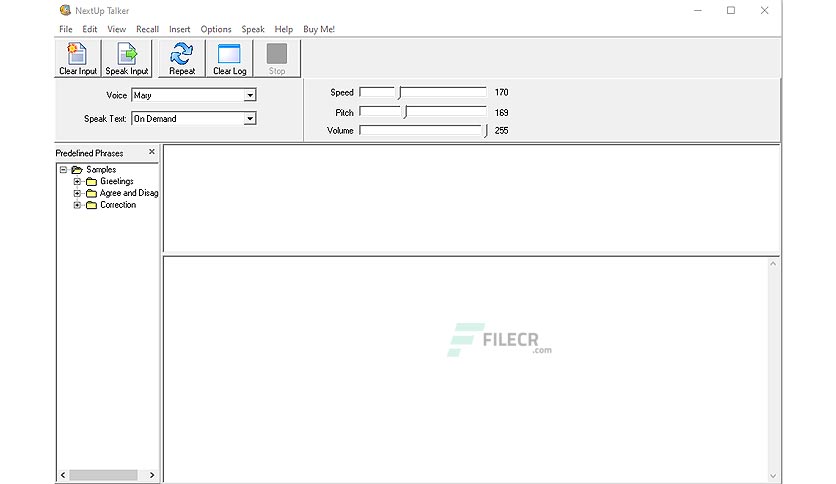 NextUp Talker
File Edit View Recall Insert Options Speak Help Buy Me!
Clear Input Speak Input Repeat Clear Log Stop
Voice Mary
Speak Text: On Demand
Speed 170
Pitch 169
Volume 255
Predefined Phrases
Samples
Greetings
Agree and Disag
Correction
FILECR
.com